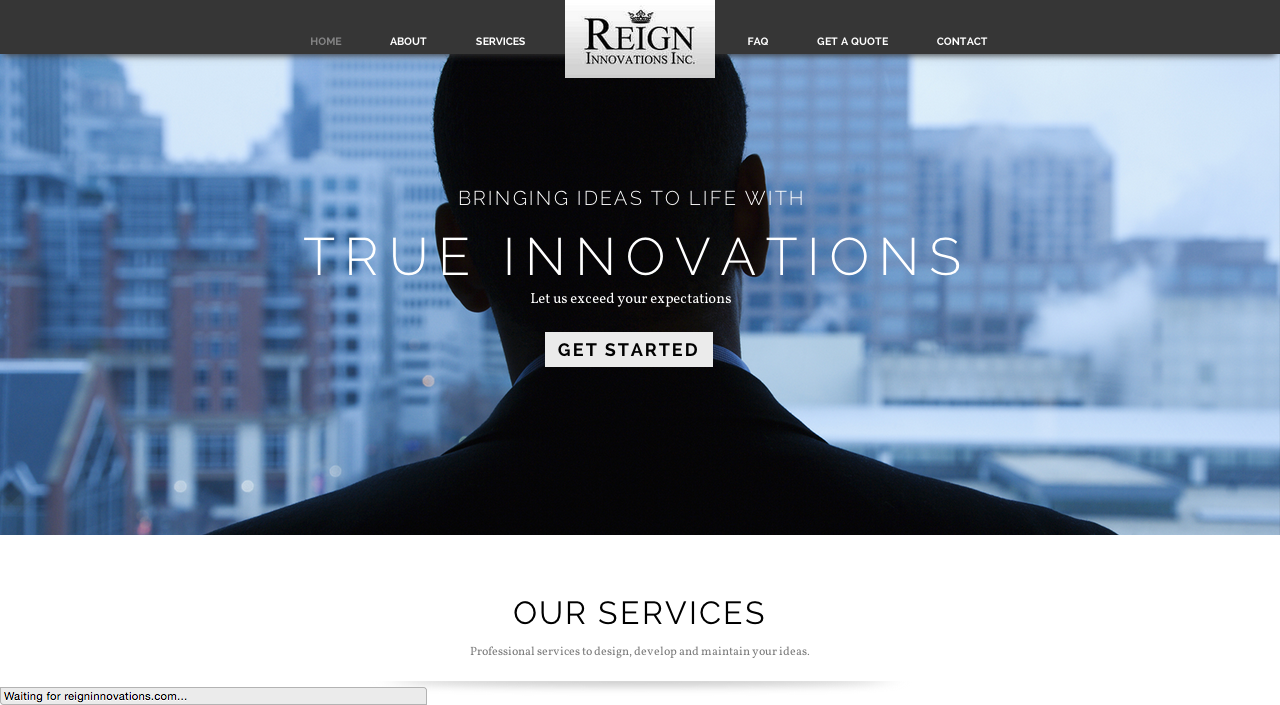 HOME ABOUT SERVICES REIGN INNOVATIONS INC. FAQ GET A QUOTE CONTACT
BRINGING IDEAS TO LIFE WITH
TRUE INNOVATIONS
Let us exceed your expectations
GET STARTED
OUR SERVICES
Professional services to design, develop and maintain your ideas.
Waiting for reigninnovations.com...